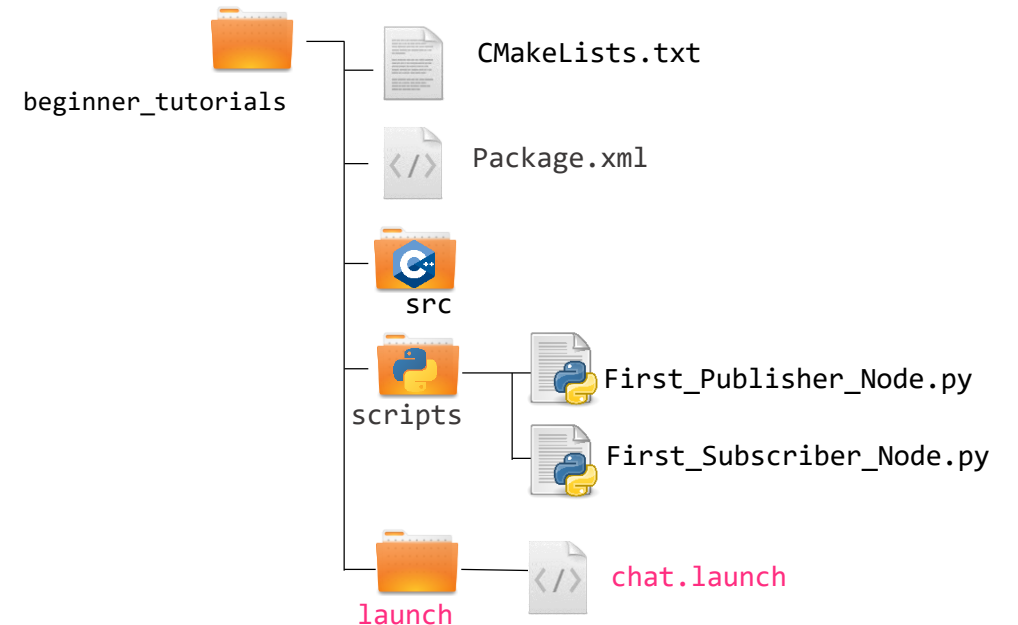 beginner_tutorials
CMakeLists.txt
</> Package.xml
C++
src
scripts
First_Publisher_Node.py
First_Subscriber_Node.py
launch
</> chat.launch